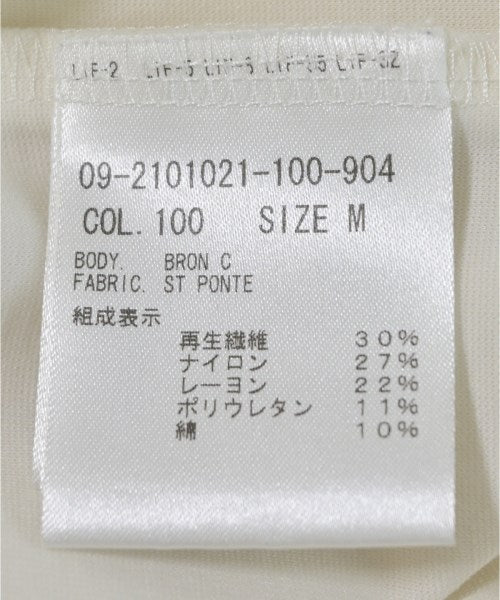 09-2101021-100-904
COL. 100 SIZE M
BODY. BRON C
FABRIC. ST PONTE
組成表示
再生繊維 30%
ナイロン 27%
レーヨン 22%
ポリウレタン 11%
綿 10%